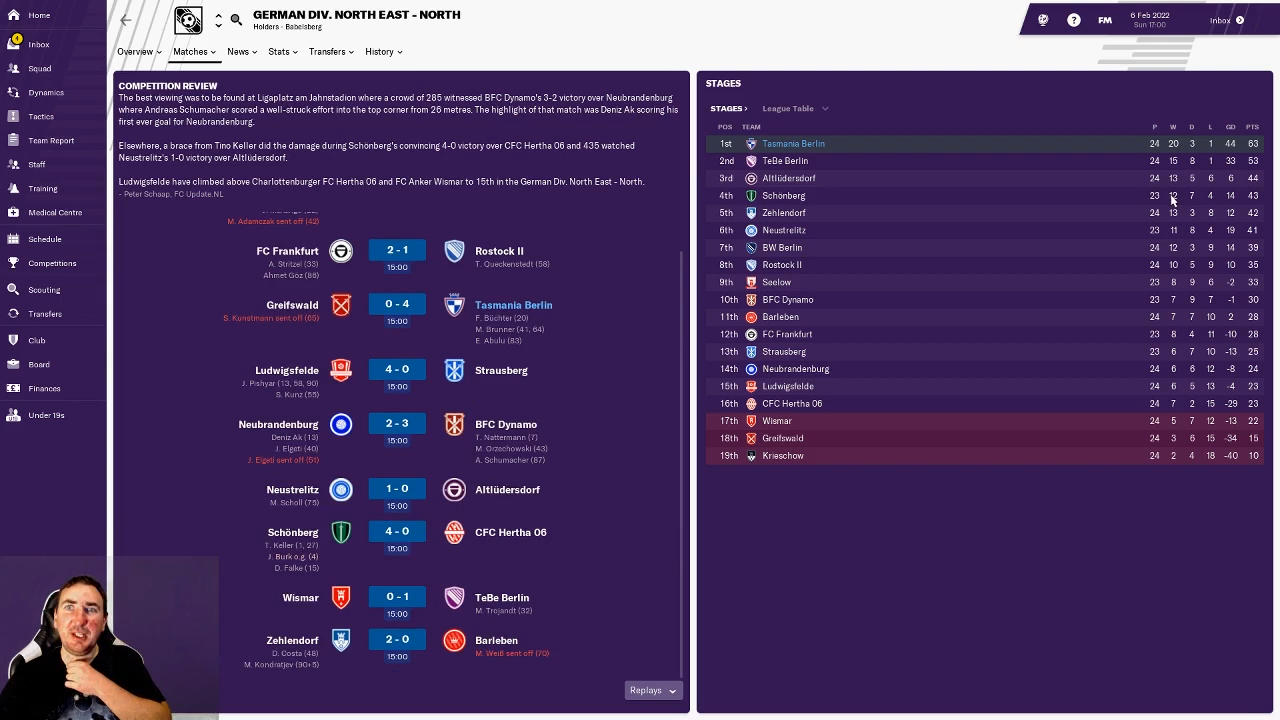 Home
GERMAN DIV. NORTH EAST - NORTH
Holders - Babelsberg
FM
6 Feb 2022
Sun 17:00
Inbox
4
Inbox
Squad
Dynamics
Tactics
Team Report
Staff
Training
Medical Centre
Schedule
Competitions
Scouting
Transfers
Club
Board
Finances
Under 19s
Overview
Matches
News
Stats
Transfers
History
COMPETITION REVIEW
The best viewing was to be found at Ligaplatz am Jahnstadion where a crowd of 285 witnessed BFC Dynamo's 3-2 victory over Neubrandenburg
where Andreas Schumacher scored a well-struck effort into the top corner from 26 metres. The highlight of that match was Deniz Ak scoring his
first ever goal for Neubrandenburg.
Elsewhere, a brace from Tino Keller did the damage during Schönberg's convincing 4-0 victory over CFC Hertha 06 and 435 watched
Neustrelitz's 1-0 victory over Altlüdersdorf.
Ludwigsfelde have climbed above Charlottenburger FC Hertha 06 and FC Anker Wismar to 15th in the German Div. North East - North.
- Peter Schaap, FC Update.NL
M. Adamczak sent off (42)
FC Frankfurt 2 - 1 Rostock II
A. Stritzel (33) 15:00 T. Queckenstedt (58)
Ahmet Göz (86)
Greifswald 0 - 4 Tasmania Berlin
S. Kunstmann sent off (65) 15:00 F. Büchter (20)
M. Brunner (41, 64)
E. Abulu (83)
Ludwigsfelde 4 - 0 Strausberg
J. Pishyar (13, 58, 90) 15:00
S. Kunz (55)
Neubrandenburg 2 - 3 BFC Dynamo
Deniz Ak (13) 15:00 T. Nattermann (7)
J. Elgeti (40) M. Orzechowski (43)
J. Elgeti sent off (51) A. Schumacher (87)
Neustrelitz 1 - 0 Altlüdersdorf
M. Scholl (75) 15:00
Schönberg 4 - 0 CFC Hertha 06
T. Keller (1, 27) 15:00
J. Burk o.g. (4)
D. Falke (15)
Wismar 0 - 1 TeBe Berlin
15:00 M. Trojandt (32)
Zehlendorf 2 - 0 Barleben
D. Costa (48) 15:00 M. Weiß sent off (70)
M. Kondratjev (90+5)
Replays
STAGES
STAGES > League Table
POS TEAM P W D L GD PTS
1st Tasmania Berlin 24 20 3 1 44 63
2nd TeBe Berlin 24 15 8 1 33 53
3rd Altlüdersdorf 24 13 5 6 6 44
4th Schönberg 23 12 7 4 14 43
5th Zehlendorf 24 13 3 8 12 42
6th Neustrelitz 23 11 8 4 19 41
7th BW Berlin 24 12 3 9 14 39
8th Rostock II 24 10 5 9 10 35
9th Seelow 23 8 9 6 -2 33
10th BFC Dynamo 23 7 9 7 -1 30
11th Barleben 24 7 7 10 2 28
12th FC Frankfurt 23 8 4 11 -10 28
13th Strausberg 23 6 7 10 -13 25
14th Neubrandenburg 24 6 6 12 -8 24
15th Ludwigsfelde 24 6 5 13 -4 23
16th CFC Hertha 06 24 7 2 15 -29 23
17th Wismar 24 5 7 12 -13 22
18th Greifswald 24 3 6 15 -34 15
19th Krieschow 24 2 4 18 -40 10